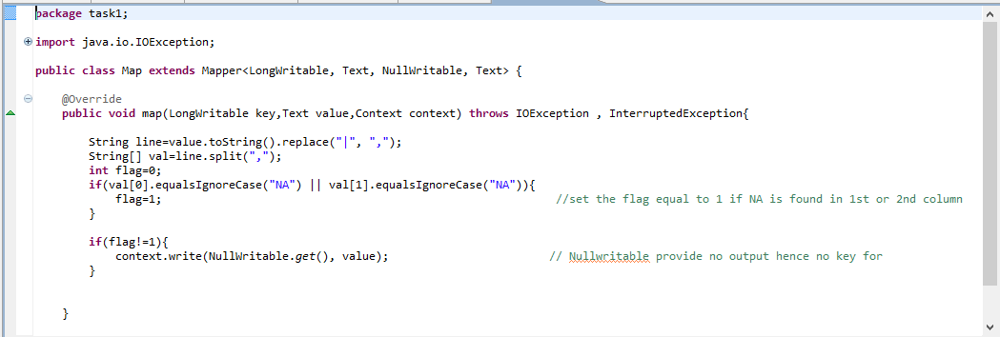 package task1;
import java.io.IOException;
public class Map extends Mapper<LongWritable, Text, NullWritable, Text> {
@Override
public void map(LongWritable key,Text value,Context context) throws IOException , InterruptedException{
String line=value.toString().replace("|", ",");
String[] val=line.split(",");
int flag=0;
if(val[0].equalsIgnoreCase("NA") || val[1].equalsIgnoreCase("NA")){
flag=1; //set the flag equal to 1 if NA is found in 1st or 2nd column
}
if(flag!=1){
context.write(NullWritable.get(), value); // Nullwritable provide no output hence no key for
}
}